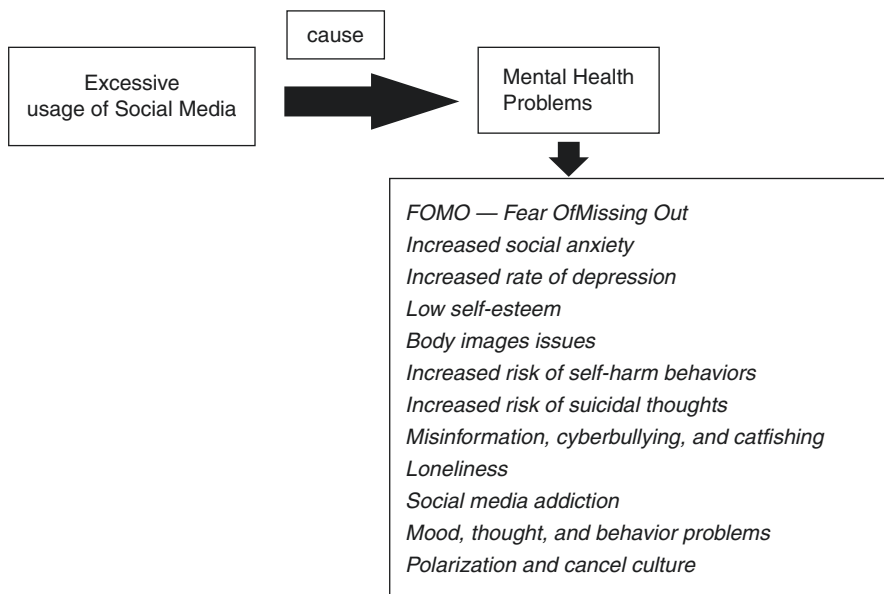 cause
Excessive
usage of Social Media
Mental Health
Problems
FOMO — Fear OfMissing Out
Increased social anxiety
Increased rate of depression
Low self-esteem
Body images issues
Increased risk of self-harm behaviors
Increased risk of suicidal thoughts
Misinformation, cyberbullying, and catfishing
Loneliness
Social media addiction
Mood, thought, and behavior problems
Polarization and cancel culture